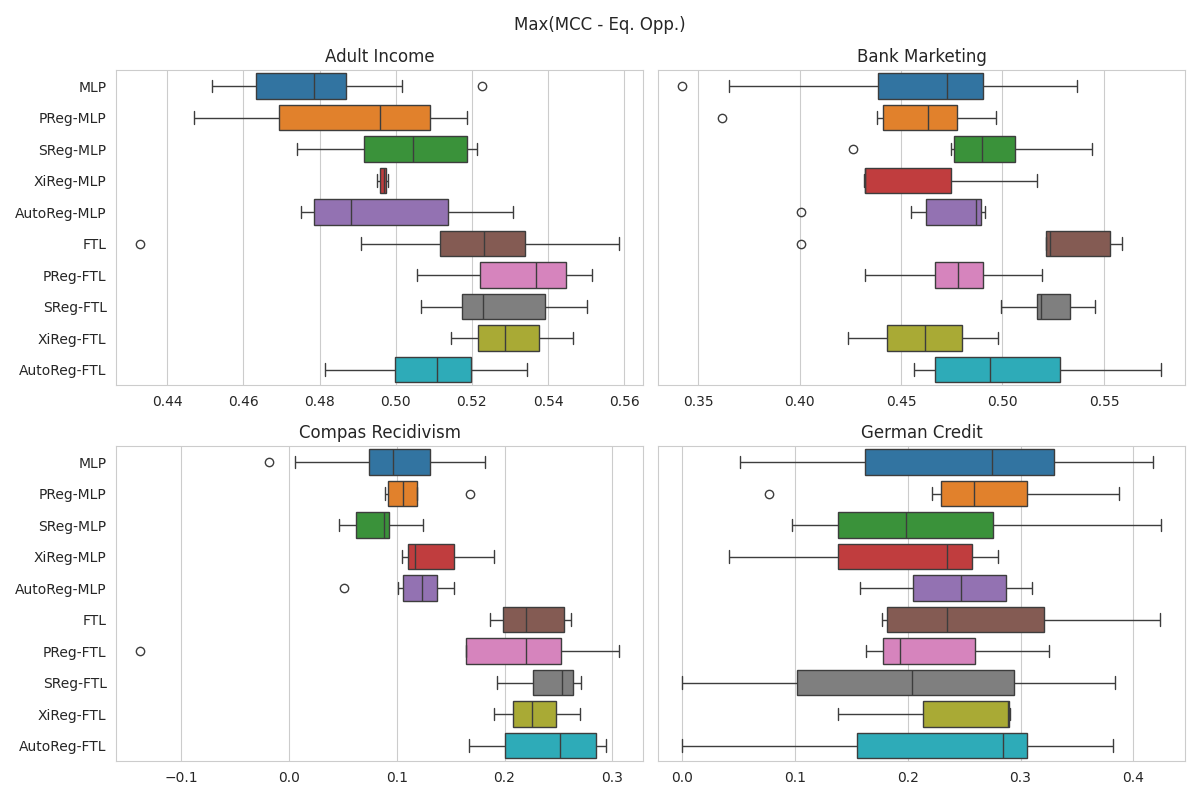 Max(MCC - Eq. Opp.)
Adult Income
Bank Marketing
MLP
PReg-MLP
SReg-MLP
XiReg-MLP
AutoReg-MLP
FTL
PReg-FTL
SReg-FTL
XiReg-FTL
AutoReg-FTL
0.44 0.46 0.48 0.50 0.52 0.54 0.56
0.35 0.40 0.45 0.50 0.55
Compas Recidivism
German Credit
MLP
PReg-MLP
SReg-MLP
XiReg-MLP
AutoReg-MLP
FTL
PReg-FTL
SReg-FTL
XiReg-FTL
AutoReg-FTL
−0.1 0.0 0.1 0.2 0.3
0.0 0.1 0.2 0.3 0.4